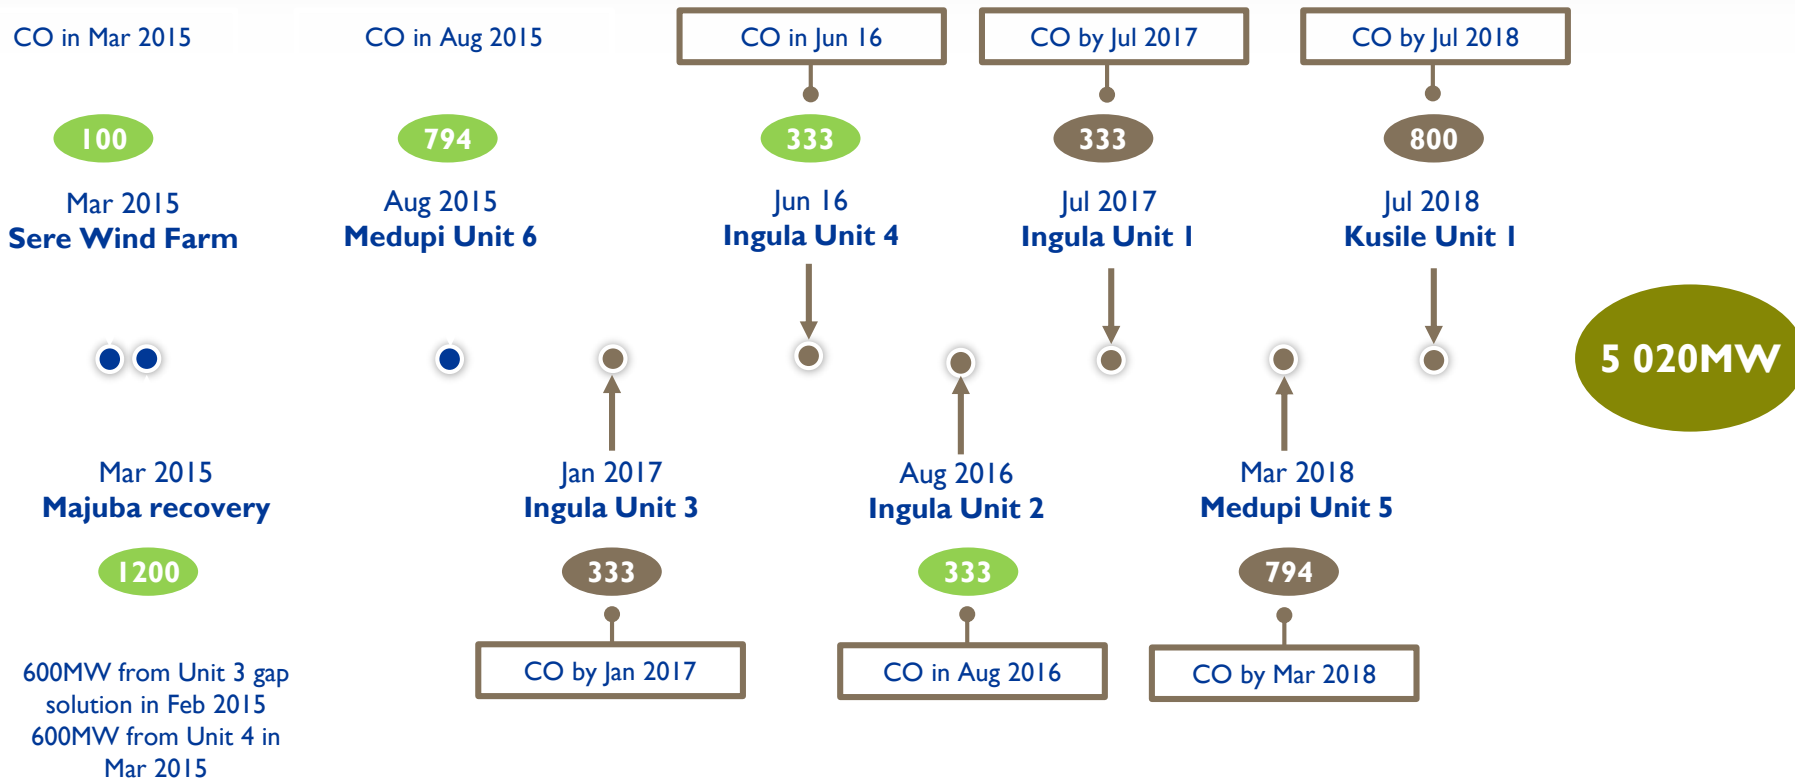 CO in Mar 2015
CO in Aug 2015
CO in Jun 16
CO by Jul 2017
CO by Jul 2018
100
794
333
333
800
Mar 2015
Sere Wind Farm
Aug 2015
Medupi Unit 6
Jun 16
Ingula Unit 4
Jul 2017
Ingula Unit 1
Jul 2018
Kusile Unit 1
5 020MW
Mar 2015
Majuba recovery
Jan 2017
Ingula Unit 3
Aug 2016
Ingula Unit 2
Mar 2018
Medupi Unit 5
1200
333
333
794
600MW from Unit 3 gap
solution in Feb 2015
600MW from Unit 4 in
Mar 2015
CO by Jan 2017
CO in Aug 2016
CO by Mar 2018